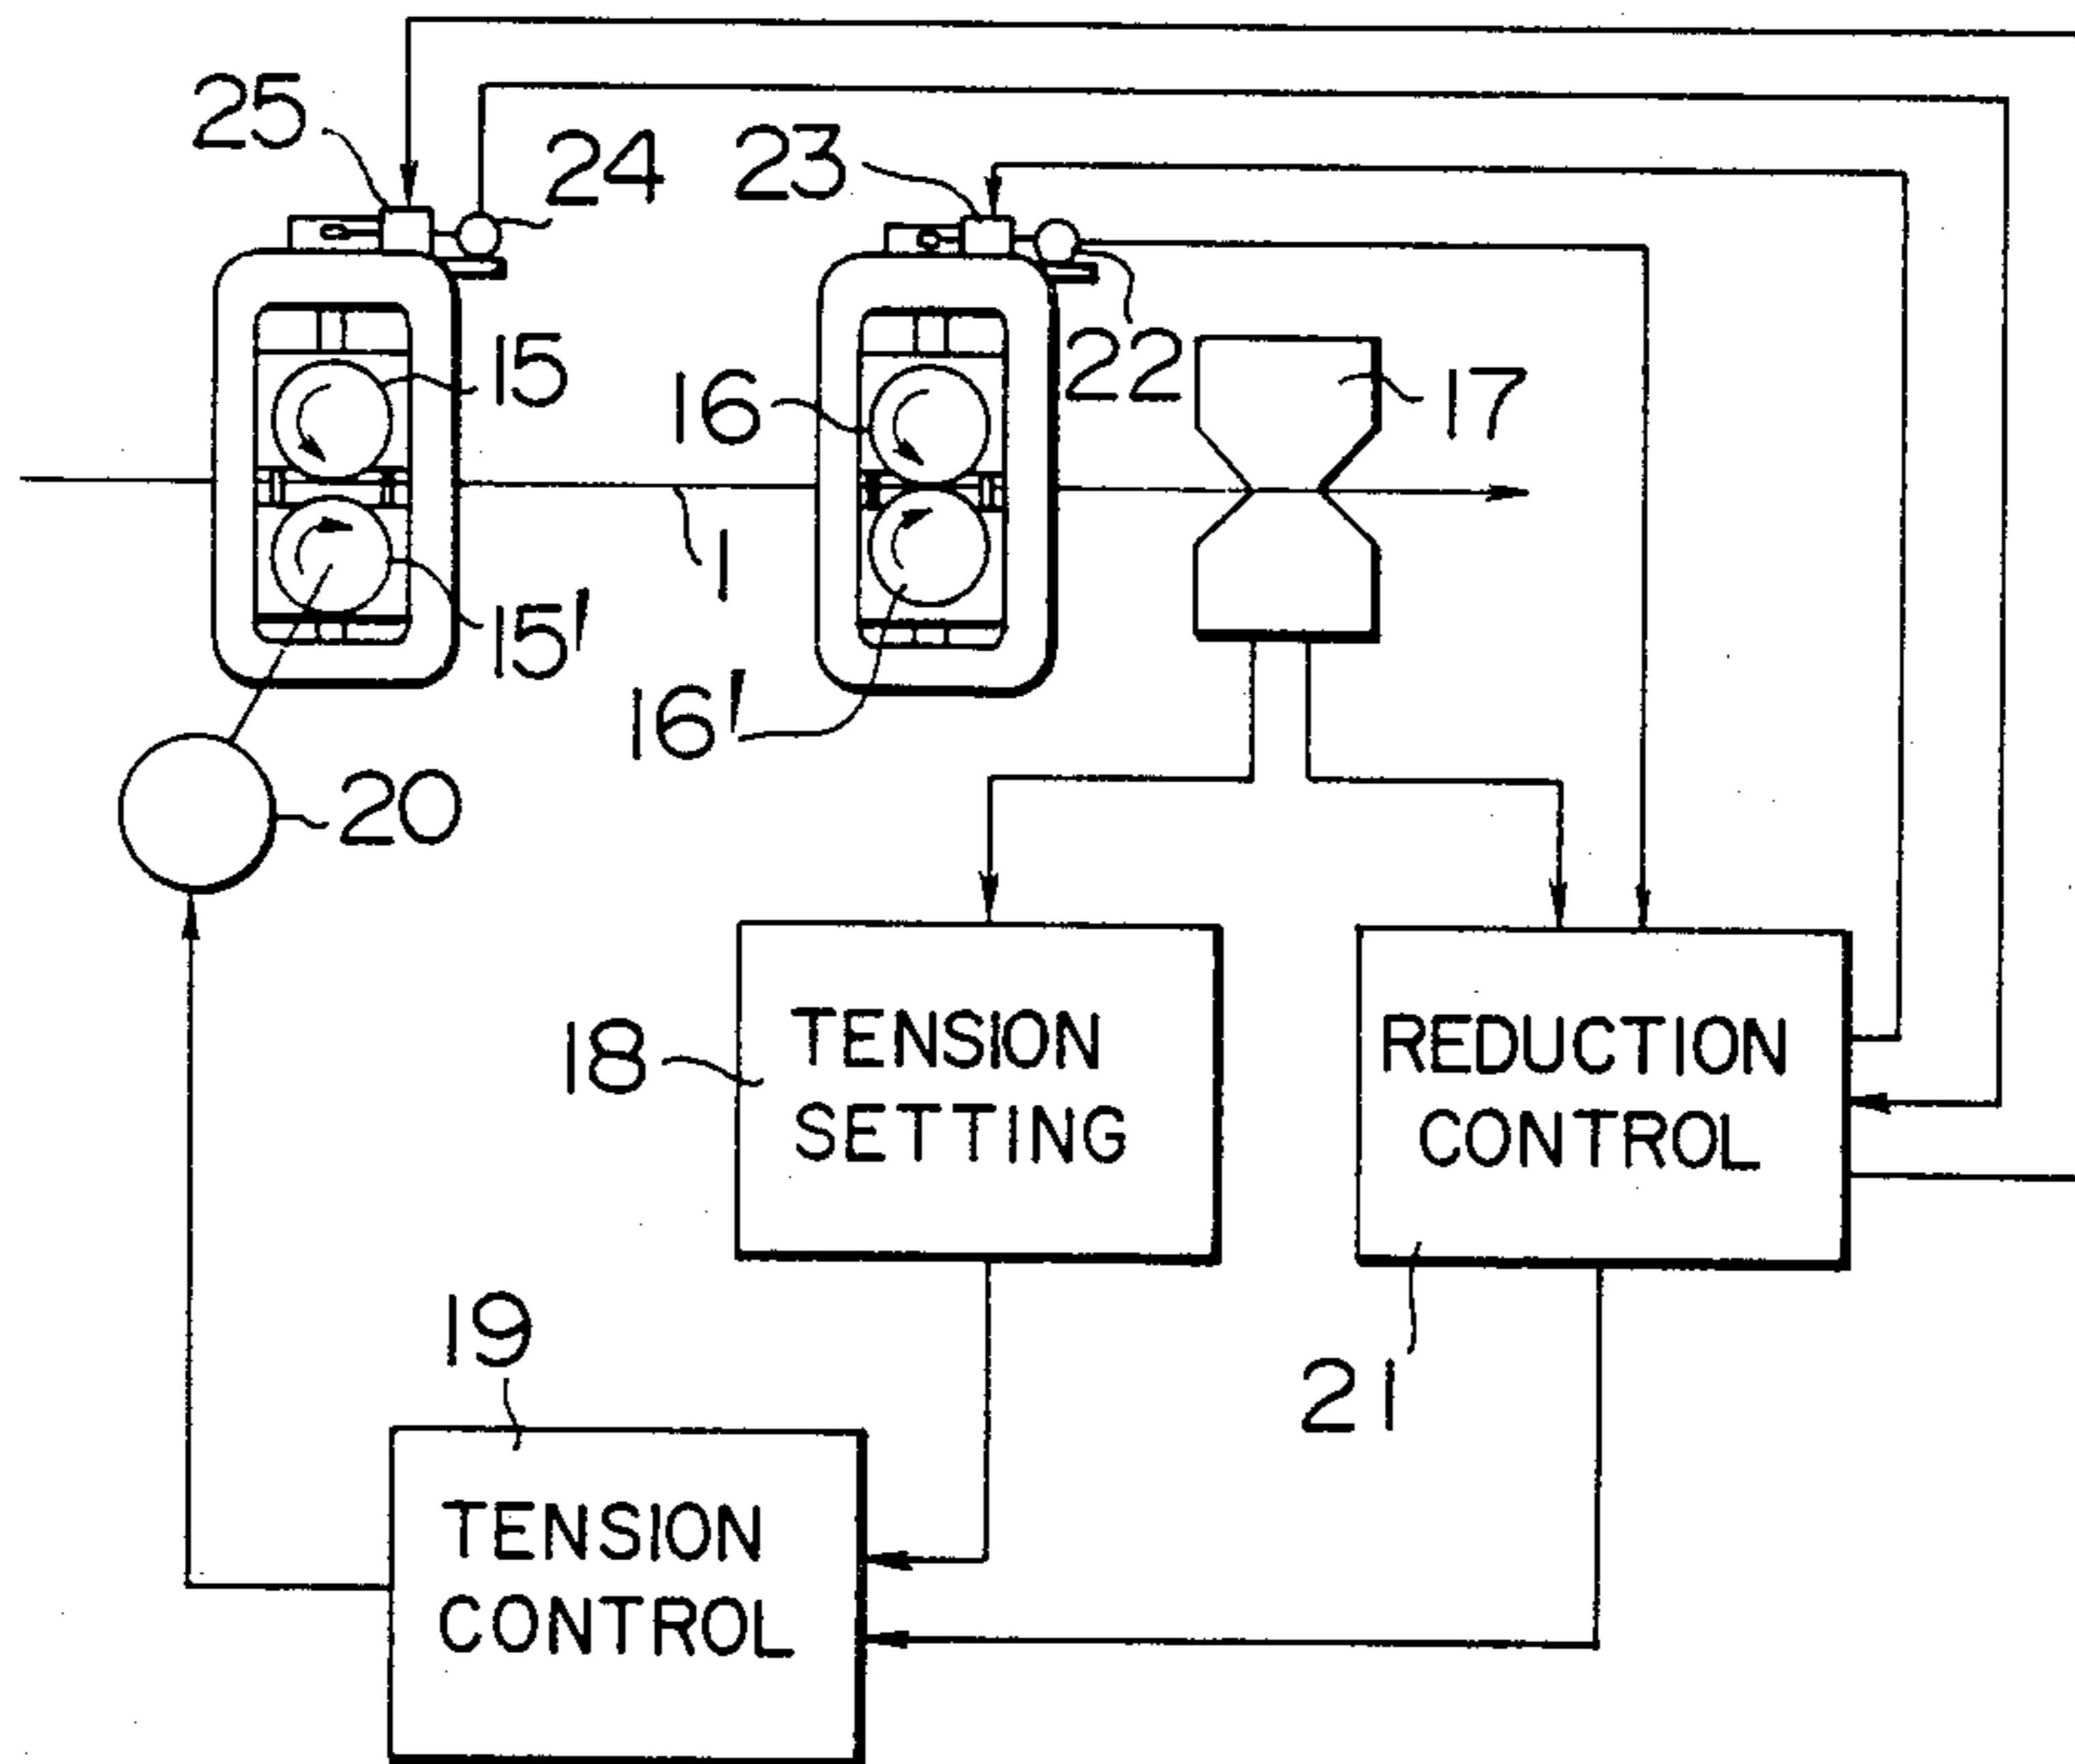 25
24
23
22
15
16
17
1
15'
16'
20
18
TENSION
SETTING
REDUCTION
CONTROL
21
19
TENSION
CONTROL